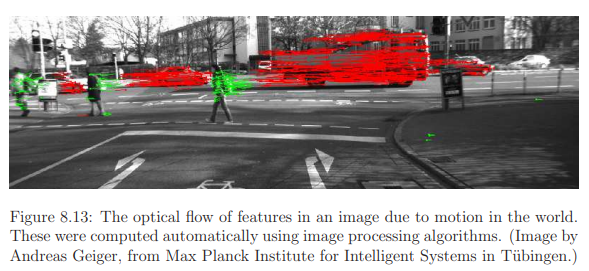 Figure 8.13: The optical flow of features in an image due to motion in the world.
These were computed automatically using image processing algorithms. (Image by
Andreas Geiger, from Max Planck Institute for Intelligent Systems in Tübingen.)